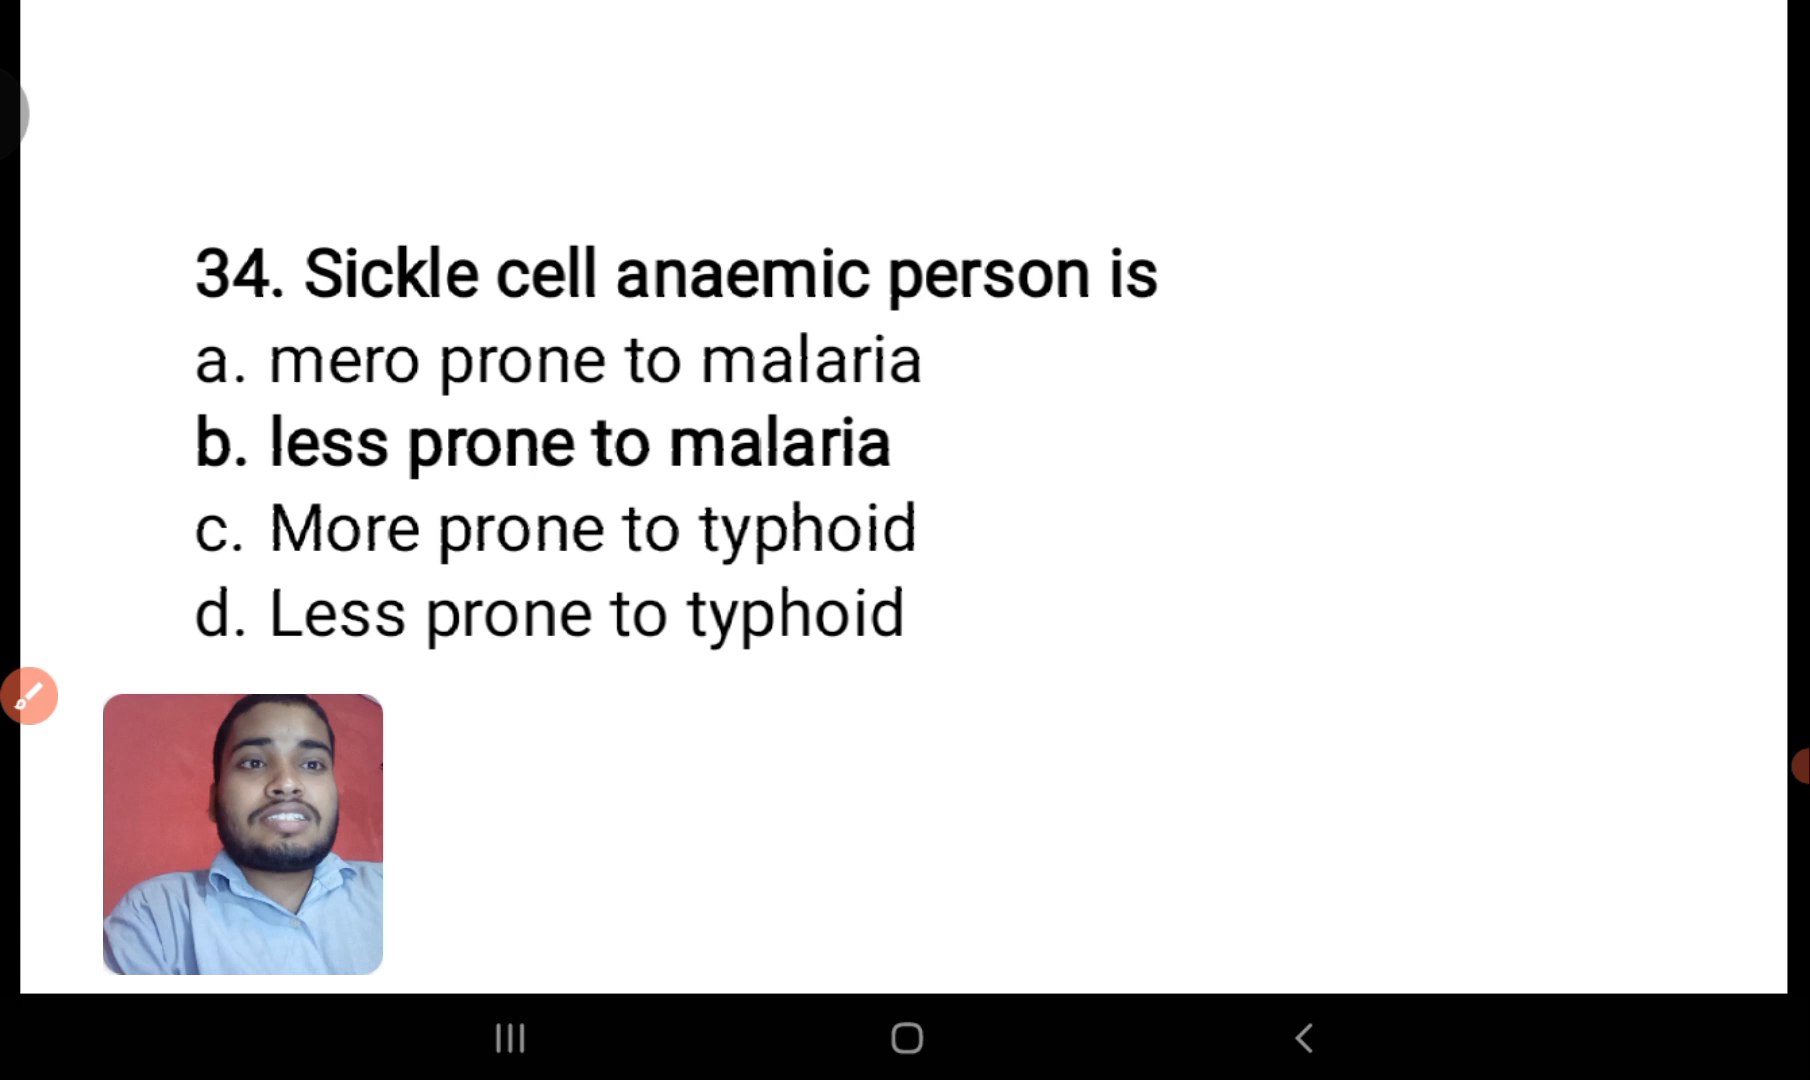 34. Sickle cell anaemic person is
a. mero prone to malaria
b. less prone to malaria
c. More prone to typhoid
d. Less prone to typhoid